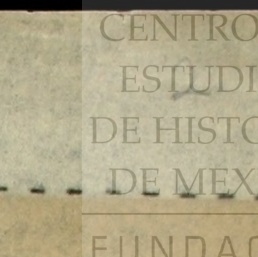 CENTRO
ESTUDI
DE HISTO
DE MEX
FUNDAC